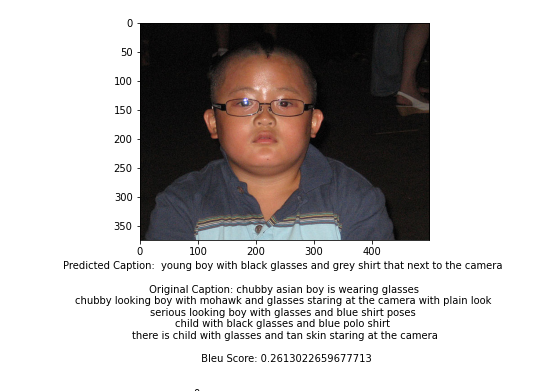 0
50
100
150
200
250
300
350
0 100 200 300 400
Predicted Caption: young boy with black glasses and grey shirt that next to the camera
Original Caption: chubby asian boy is wearing glasses
chubby looking boy with mohawk and glasses staring at the camera with plain look
serious looking boy with glasses and blue shirt poses
child with black glasses and blue polo shirt
there is child with glasses and tan skin staring at the camera
Bleu Score: 0.2613022659677713